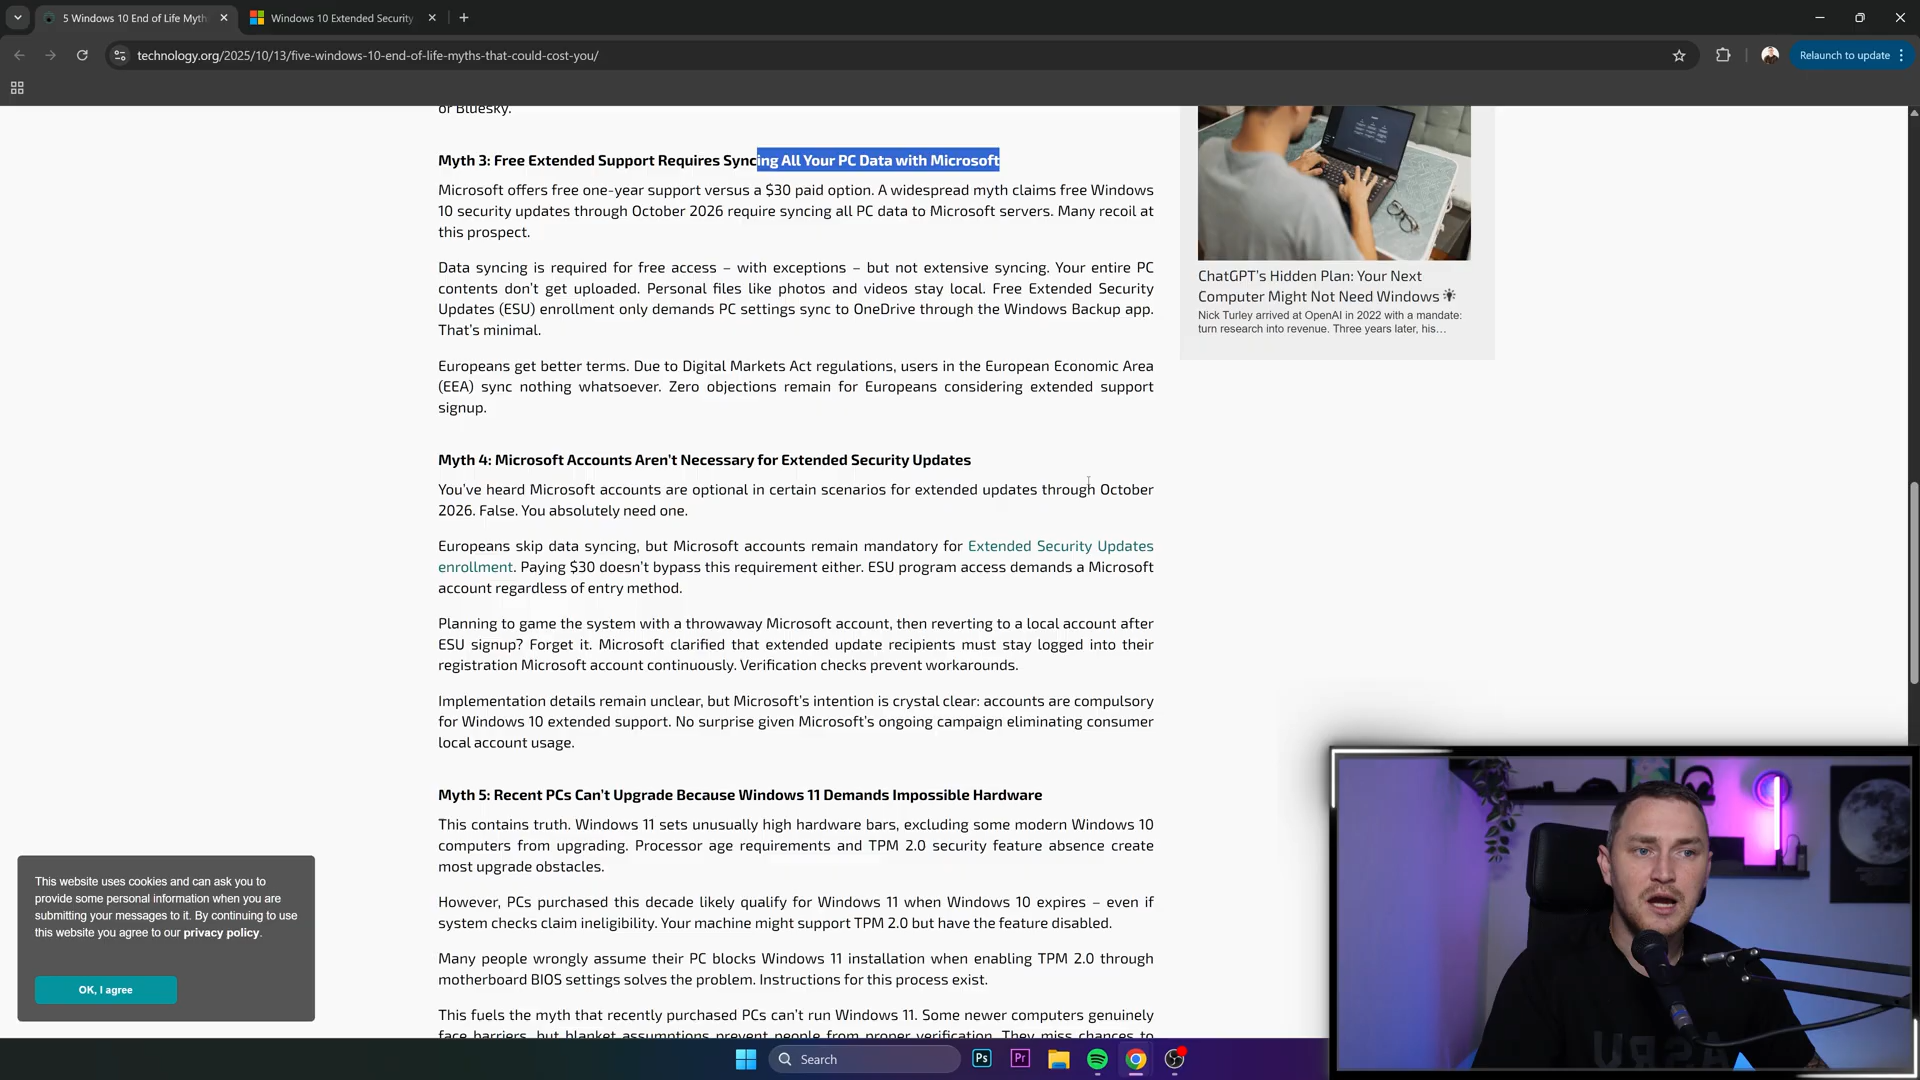 5 Windows 10 End of Life Myth
Windows 10 Extended Security
technology.org/2025/10/13/five-windows-10-end-of-life-myths-that-could-cost-you/
Relaunch to update
or Bluesky.
Myth 3: Free Extended Support Requires Syncing All Your PC Data with Microsoft
Microsoft offers free one-year support versus a $30 paid option. A widespread myth claims free Windows
10 security updates through October 2026 require syncing all PC data to Microsoft servers. Many recoil at
this prospect.
Data syncing is required for free access – with exceptions – but not extensive syncing. Your entire PC
contents don't get uploaded. Personal files like photos and videos stay local. Free Extended Security
Updates (ESU) enrollment only demands PC settings sync to OneDrive through the Windows Backup app.
That's minimal.
Europeans get better terms. Due to Digital Markets Act regulations, users in the European Economic Area
(EEA) sync nothing whatsoever. Zero objections remain for Europeans considering extended support
signup.
Myth 4: Microsoft Accounts Aren't Necessary for Extended Security Updates
You've heard Microsoft accounts are optional in certain scenarios for extended updates through October
2026. False. You absolutely need one.
Europeans skip data syncing, but Microsoft accounts remain mandatory for Extended Security Updates
enrollment. Paying $30 doesn't bypass this requirement either. ESU program access demands a Microsoft
account regardless of entry method.
Planning to game the system with a throwaway Microsoft account, then reverting to a local account after
ESU signup? Forget it. Microsoft clarified that extended update recipients must stay logged into their
registration Microsoft account continuously. Verification checks prevent workarounds.
Implementation details remain unclear, but Microsoft's intention is crystal clear: accounts are compulsory
for Windows 10 extended support. No surprise given Microsoft's ongoing campaign eliminating consumer
local account usage.
Myth 5: Recent PCs Can't Upgrade Because Windows 11 Demands Impossible Hardware
This contains truth. Windows 11 sets unusually high hardware bars, excluding some modern Windows 10
computers from upgrading. Processor age requirements and TPM 2.0 security feature absence create
most upgrade obstacles.
However, PCs purchased this decade likely qualify for Windows 11 when Windows 10 expires – even if
system checks claim ineligibility. Your machine might support TPM 2.0 but have the feature disabled.
Many people wrongly assume their PC blocks Windows 11 installation when enabling TPM 2.0 through
motherboard BIOS settings solves the problem. Instructions for this process exist.
This fuels the myth that recently purchased PCs can't run Windows 11. Some newer computers genuinely
face barriers, but blanket assumptions prevent people from proper verification. They miss chances to
ChatGPT's Hidden Plan: Your Next
Computer Might Not Need Windows
Nick Turley arrived at OpenAI in 2022 with a mandate:
turn research into revenue. Three years later, his…
This website uses cookies and can ask you to
provide some personal information when you are
submitting your messages to it. By continuing to use
this website you agree to our privacy policy.
OK, I agree
Search
Ps
Pr